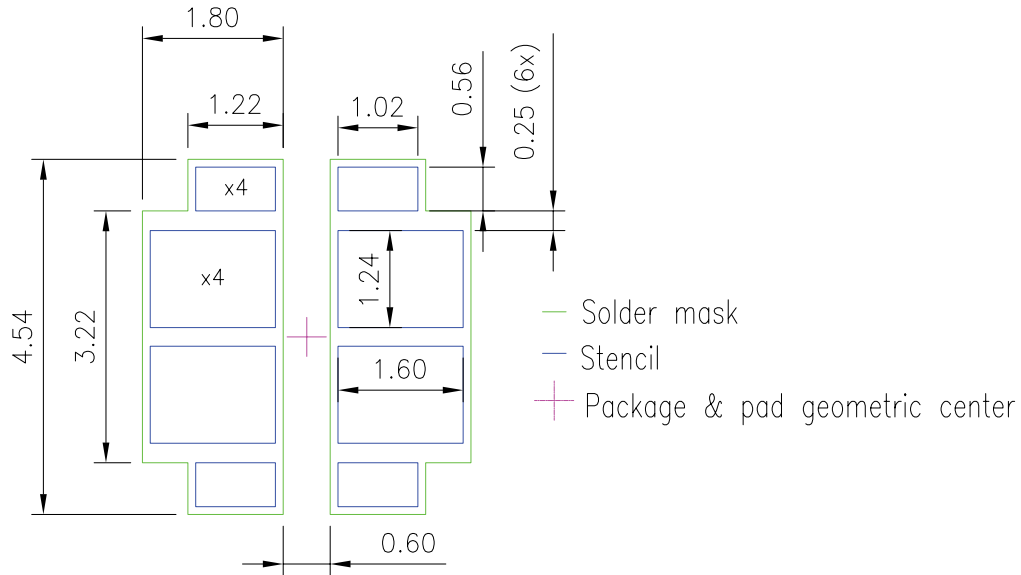 1.80
1.22
1.02
0.56
0.25 (6x)
x4
x4
1.24
4.54
3.22
1.60
0.60
Solder mask
Stencil
Package & pad geometric center